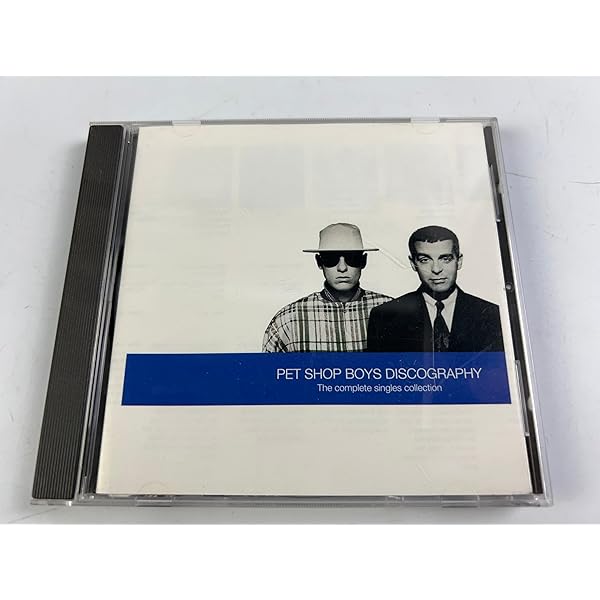 PET SHOP BOYS DISCOGRAPHY
The complete singles collection